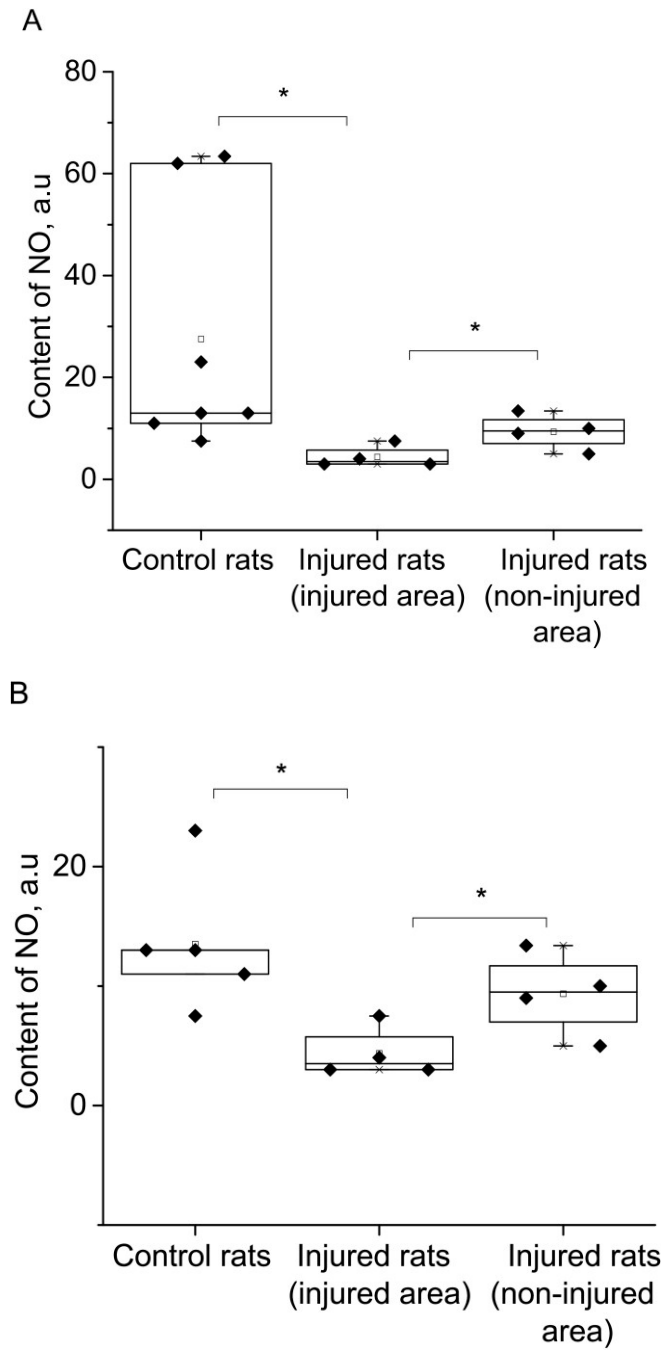 A
Content of NO, a.u
80
60
40
20
0
*
*
Control rats
Injured rats
(injured area)
Injured rats
(non-injured
area)
B
Content of NO, a.u
20
0
*
*
Control rats
Injured rats
(injured area)
Injured rats
(non-injured
area)